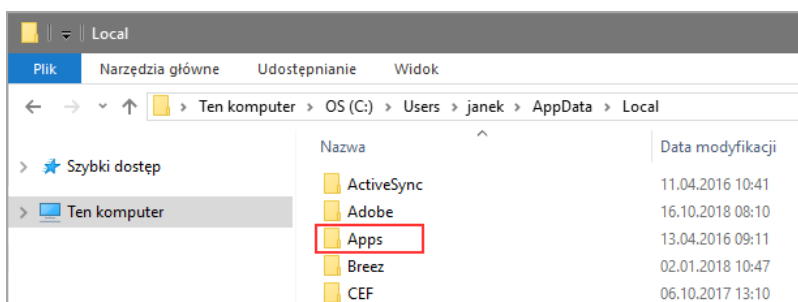 Local
Plik Narzędzia główne Udostępnianie Widok
Ten komputer > OS (C:) > Users > janek > AppData > Local
Nazwa Data modyfikacji
Szybki dostęp
Ten komputer
ActiveSync 11.04.2016 10:41
Adobe 16.10.2018 08:10
Apps 13.04.2016 09:11
Breez 02.01.2018 10:47
CEF 06.10.2017 13:10